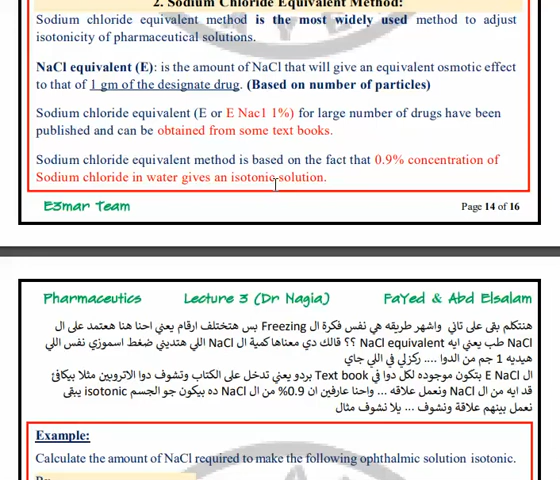 2. Sodium Chloride Equivalent Method:
Sodium chloride equivalent method is the most widely used method to adjust
isotonicity of pharmaceutical solutions.
NaCl equivalent (E): is the amount of NaCl that will give an equivalent osmotic effect
to that of 1 gm of the designate drug. (Based on number of particles)
Sodium chloride equivalent (E or E Nac1 1%) for large number of drugs have been
published and can be obtained from some text books.
Sodium chloride equivalent method is based on the fact that 0.9% concentration of
Sodium chloride in water gives an isotonic solution.
E3mar Team Page 14 of 16
Pharmaceutics Lecture 3 (Dr Nagia) FaYed & Abd Elsalam
هنتكلم بقى على تاني واشهر طريقه هي نفس فكرة ال Freezing بس هتختلف ارقام يعني احنا هنا هعتمد على ال
NaCl طب يعني ايه NaCl equivalent ؟؟ قالك دي معناها كمية ال NaCl اللي هتديني ضغط اسموزي نفس اللي
هيديه 1 جم من الدوا .... ركزلي في اللي جاي
ال E NaCl بتكون موجوده لكل دوا في Text book بردو يعني تدخل على الكتاب وتشوف دوا الاتروبين مثلا بيكافئ
قد ايه من ال NaCl ونعمل علاقه ... واحنا عارفين ان 0.9% من ال NaCl ده بيكون جو الجسم isotonic يبقى
نعمل بينهم علاقة ونشوف ... يلا نشوف مثال
Example:
Calculate the amount of NaCl required to make the following ophthalmic solution isotonic.